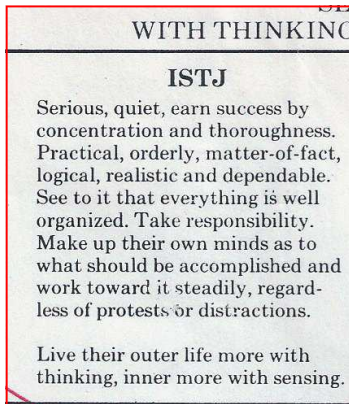 WITH THINKING
ISTJ
Serious, quiet, earn success by
concentration and thoroughness.
Practical, orderly, matter-of-fact,
logical, realistic and dependable.
See to it that everything is well
organized. Take responsibility.
Make up their own minds as to
what should be accomplished and
work toward it steadily, regard-
less of protests or distractions.
Live their outer life more with
thinking, inner more with sensing.